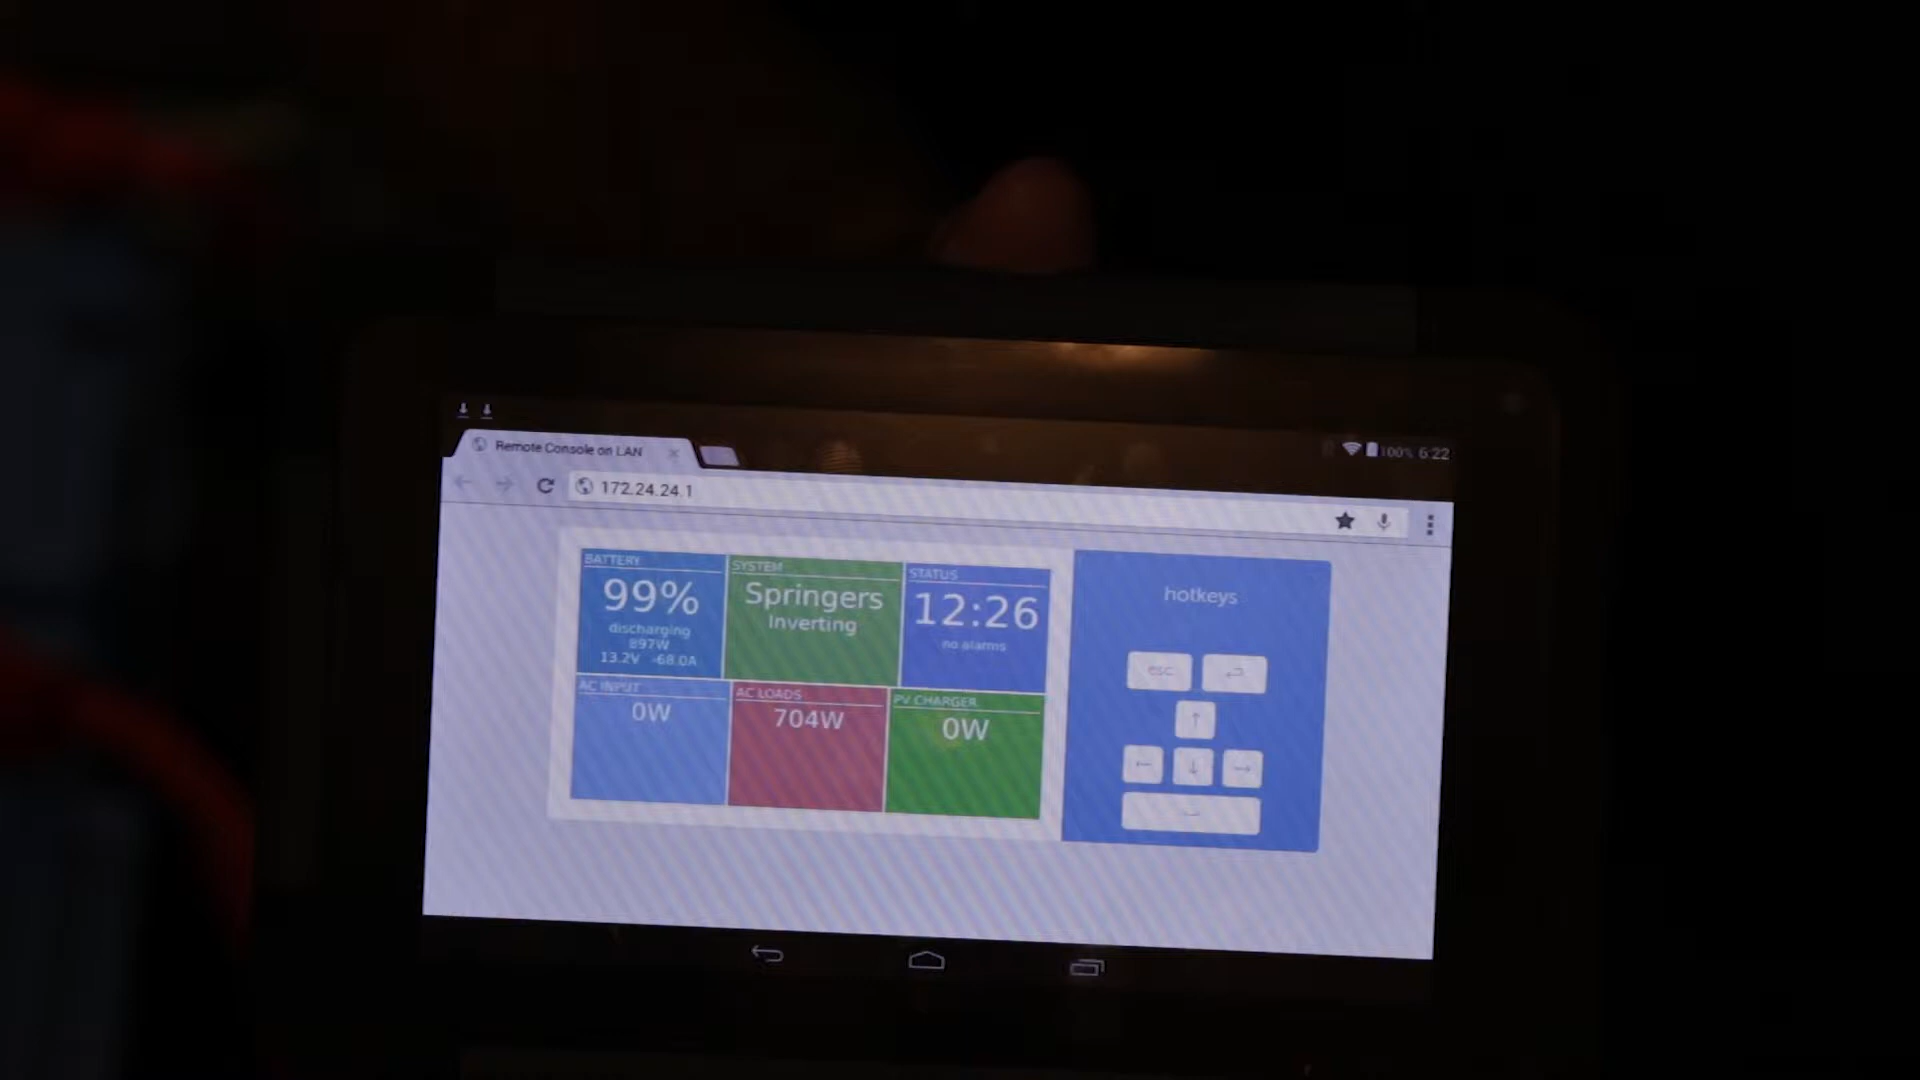 Remote Console on LAN
100% 6:22
172.24.24.1
BATTERY
99%
discharging
897W
13.2V -68.0A
SYSTEM
Springers
Inverting
STATUS
12:26
no alarms
AC INPUT
0W
AC LOADS
704W
PV CHARGER
0W
hotkeys
esc